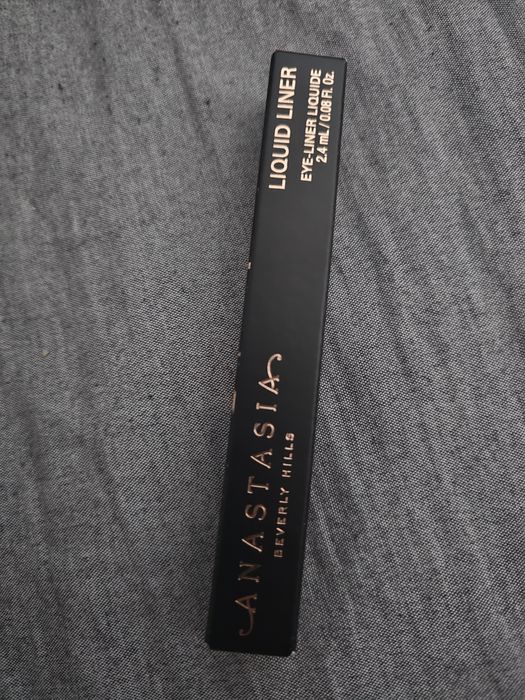 LIQUID LINER
EYE-LINER LIQUIDE
2.4 mL / 0.08 Fl. Oz.
ANASTASIA
BEVERLY HILLS